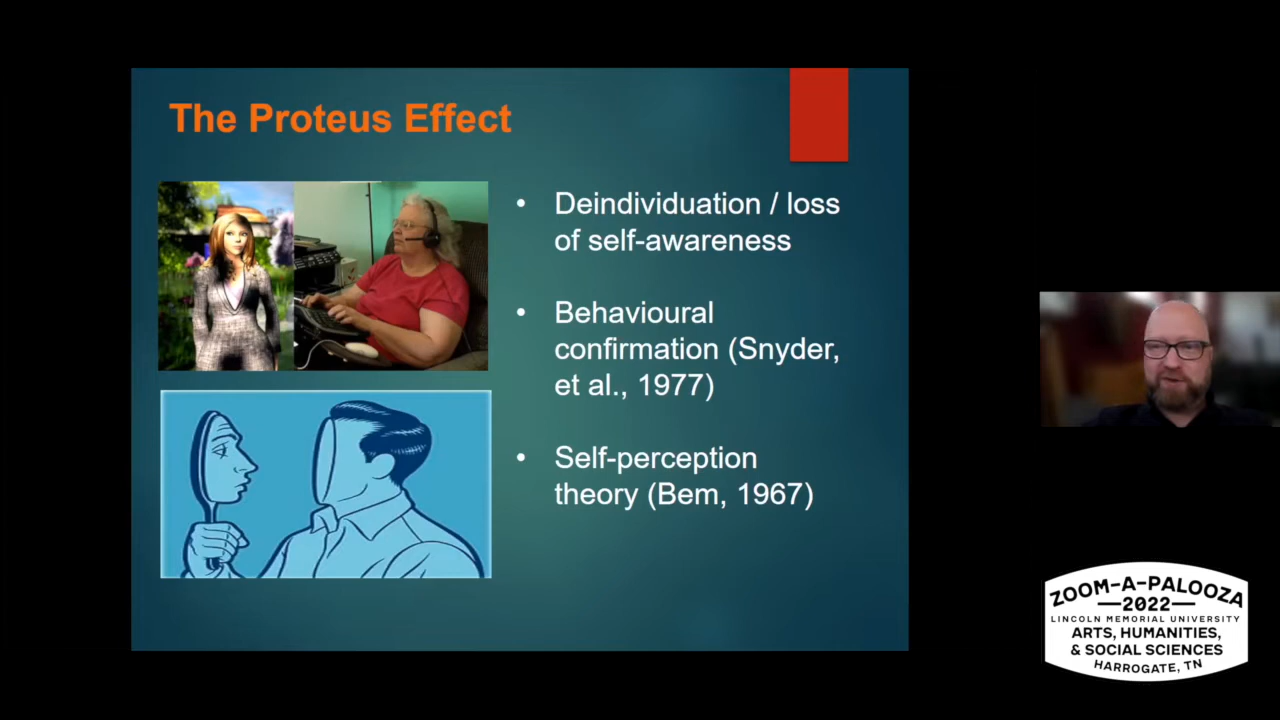 The Proteus Effect
• Deindividuation / loss
of self-awareness
• Behavioural
confirmation (Snyder,
et al., 1977)
• Self-perception
theory (Bem, 1967)
ZOOM-A-PALOOZA
—2022—
LINCOLN MEMORIAL UNIVERSITY
ARTS, HUMANITIES,
& SOCIAL SCIENCES
HARROGATE, TN